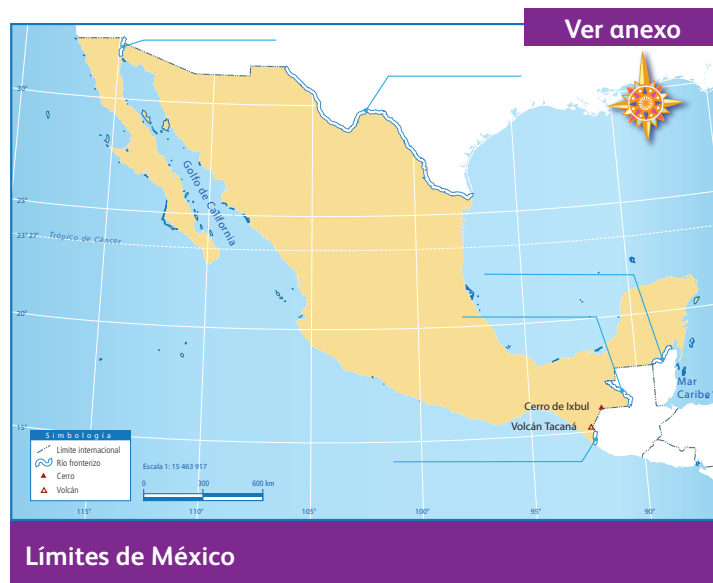 Ver anexo
30°
Golfo de California
25°
23° 27'
Trópico de Cáncer
20°
Mar
Caribe
Cerro de Ixbul
Volcán Tacaná
15°
Simbología
Límite internacional
Río fronterizo
Cerro
Volcán
Escala 1: 15 463 917
0 300 600 km
115° 110° 105° 100° 95° 90°
Límites de México